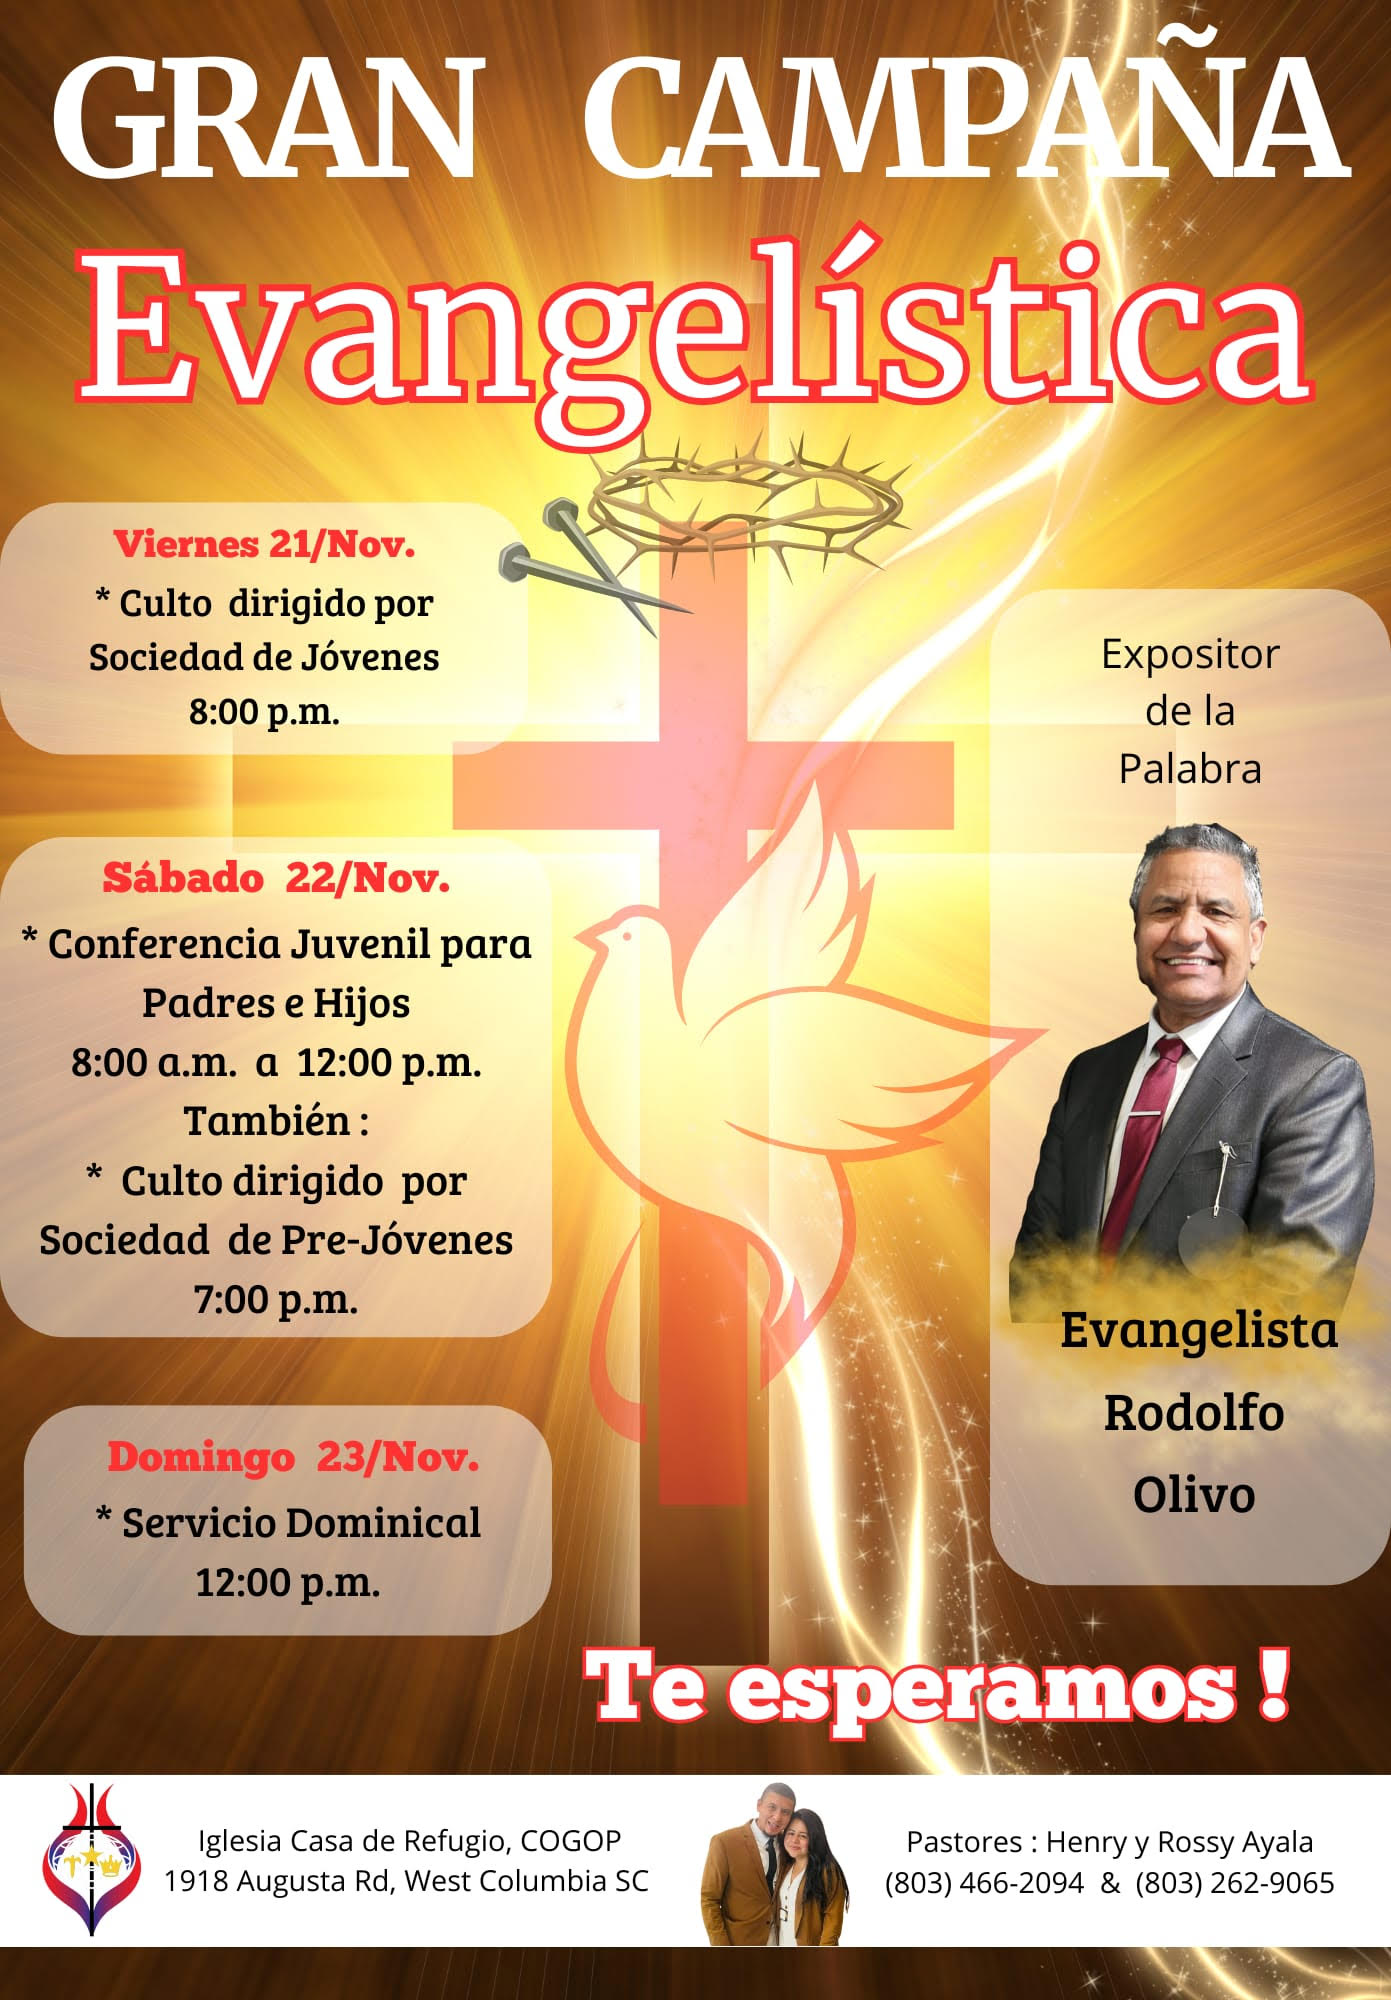 GRAN CAMPAÑA
Evangelística
Viernes 21/Nov.
* Culto dirigido por
Sociedad de Jóvenes
8:00 p.m.
Sábado 22/Nov.
* Conferencia Juvenil para
Padres e Hijos
8:00 a.m. a 12:00 p.m.
También :
* Culto dirigido por
Sociedad de Pre-Jóvenes
7:00 p.m.
Domingo 23/Nov.
* Servicio Dominical
12:00 p.m.
Expositor
de la
Palabra
Evangelista
Rodolfo
Olivo
Te esperamos !
Iglesia Casa de Refugio, COGOP
1918 Augusta Rd, West Columbia SC
Pastores : Henry y Rossy Ayala
(803) 466-2094 & (803) 262-9065